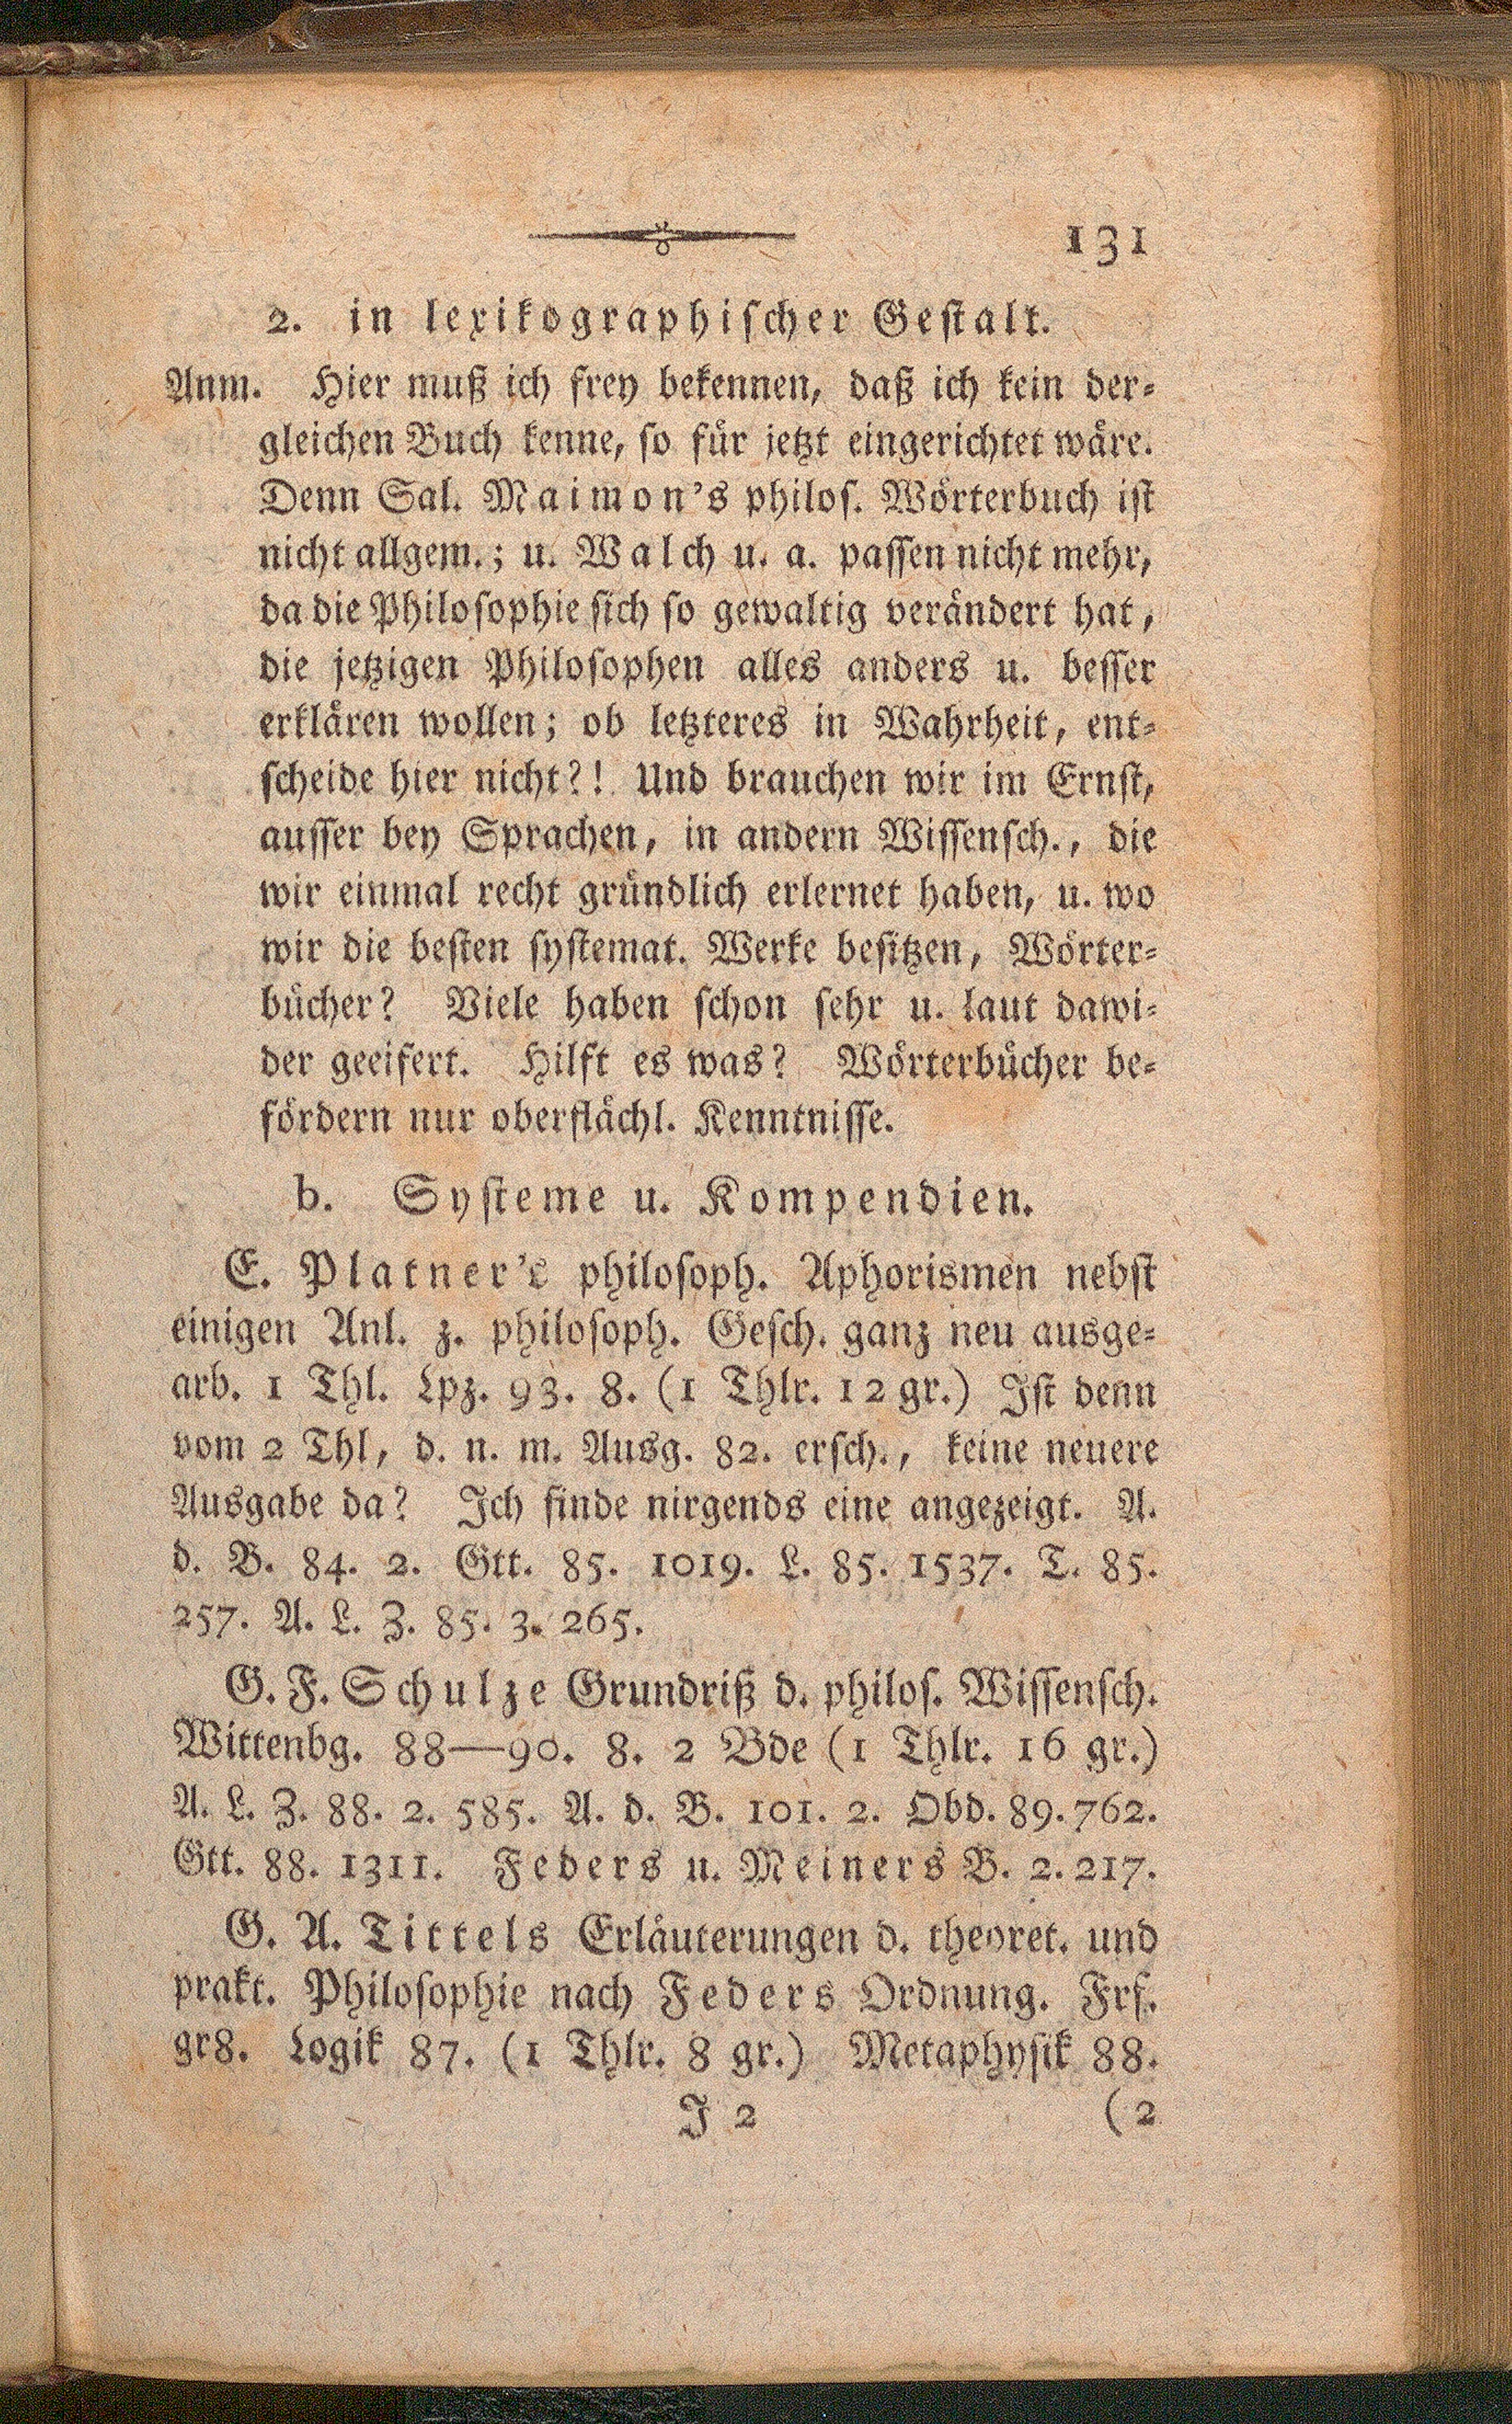 131
2. in lexikographischer Gestalt.
Anm. Hier muß ich frey bekennen, daß ich kein der⸗
gleichen Buch kenne, so für jetzt eingerichtet wäre.
Denn Sal. Maimon's philos. Wörterbuch ist
nicht allgem.; u. Walch u. a. passen nicht mehr,
da die Philosophie sich so gewaltig verändert hat,
die jetzigen Philosophen alles anders u. besser
erklären wollen; ob letzteres in Wahrheit, ent⸗
scheide hier nicht?! Und brauchen wir im Ernst,
ausser bey Sprachen, in andern Wissensch., die
wir einmal recht gründlich erlernet haben, u. wo
wir die besten systemat. Werke besitzen, Wörter⸗
bücher? Viele haben schon sehr u. laut dawi⸗
der geeifert. Hilft es was? Wörterbücher be⸗
fördern nur oberflächl. Kenntnisse.
b. Systeme u. Kompendien.
E. Platner's philosoph. Aphorismen nebst
einigen Anl. z. philosoph. Gesch. ganz neu ausge⸗
arb. 1 Thl. Lpz. 93. 8. (1 Thlr. 12 gr.) Ist denn
vom 2 Thl, d. n. m. Ausg. 82. ersch., keine neuere
Ausgabe da? Ich finde nirgends eine angezeigt. A.
d. B. 84. 2. Gtt. 85. 1019. L. 85. 1537. T. 85.
257. A. L. Z. 85. 3. 265.
G. F. Schulze Grundriß d. philos. Wissensch.
Wittenbg. 88—90. 8. 2 Bde (1 Thlr. 16 gr.)
A. L. Z. 88. 2. 585. A. d. B. 101. 2. Obd. 89. 762.
Gtt. 88. 1311. Feders u. Meiners B. 2. 217.
G. A. Tittels Erläuterungen d. theoret. und
prakt. Philosophie nach Feders Ordnung. Frf.
gr8. Logik 87. (1 Thlr. 8 gr.) Metaphysik 88.
J 2 (2